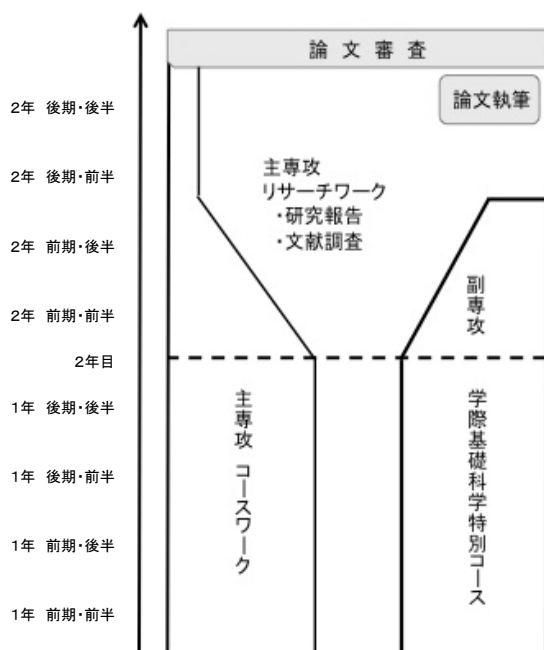 論文審査
論文執筆
2年 後期・後半
2年 後期・前半
2年 前期・後半
2年 前期・前半
2年目
1年 後期・後半
1年 後期・前半
1年 前期・後半
1年 前期・前半
主専攻
リサーチワーク
・研究報告
・文献調査
副専攻
主専攻 コースワーク
学際基礎科学特別コース